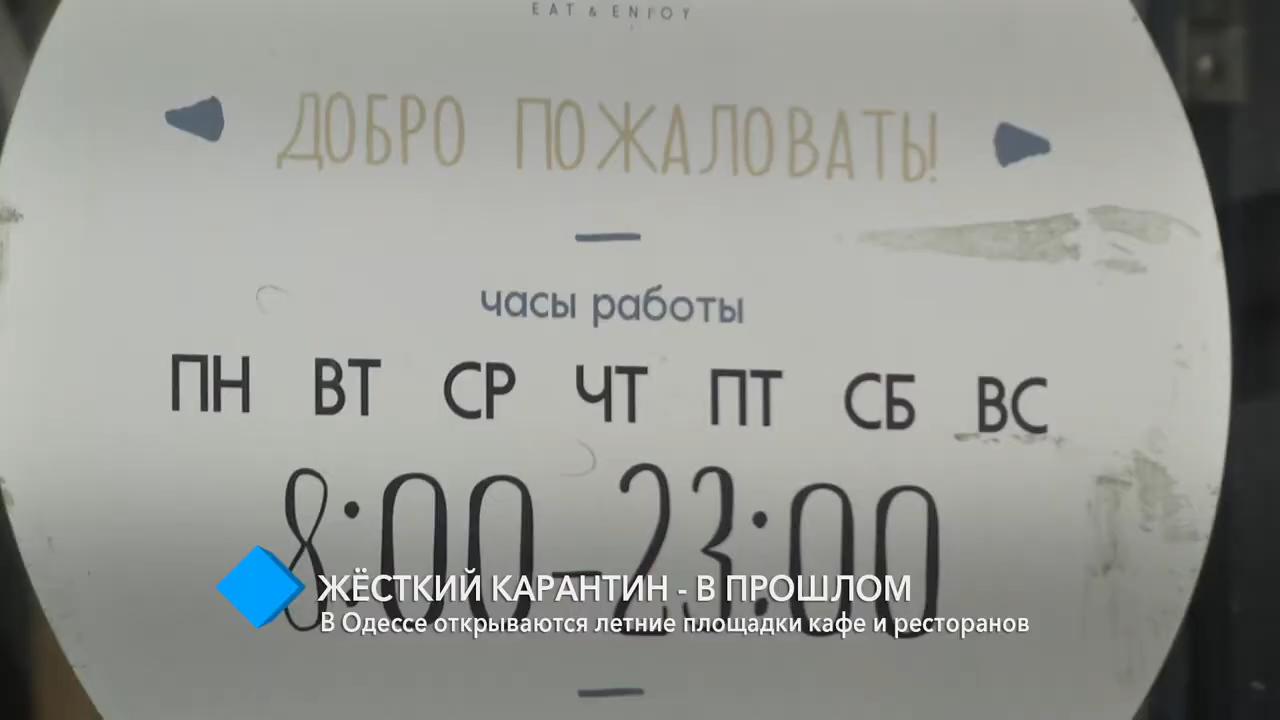 EAT & ENJOY
ДОБРО ПОЖАЛОВАТЬ!
часы работы
ПН ВТ СР ЧТ ПТ СБ ВС
8:00-23:00
ЖЁСТКИЙ КАРАНТИН - В ПРОШЛОМ
В Одессе открываются летние площадки кафе и ресторанов